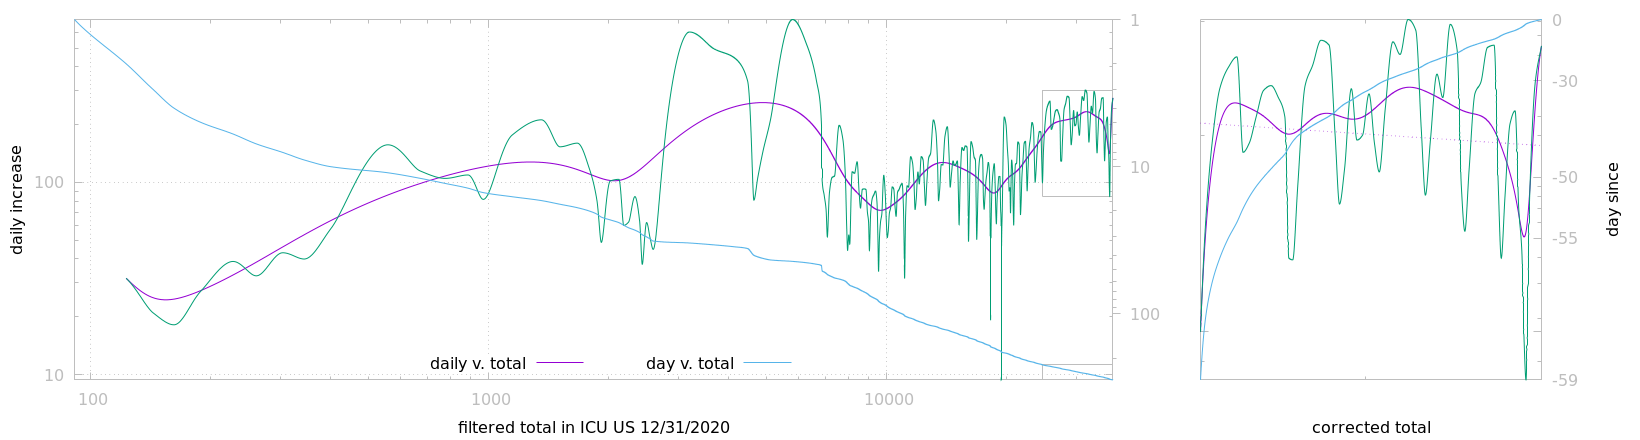 daily increase
100
10
daily v. total
day v. total
100
1000
10000
filtered total in ICU US 12/31/2020
1
10
100
0
-30
-50
-55
-59
day since
corrected total